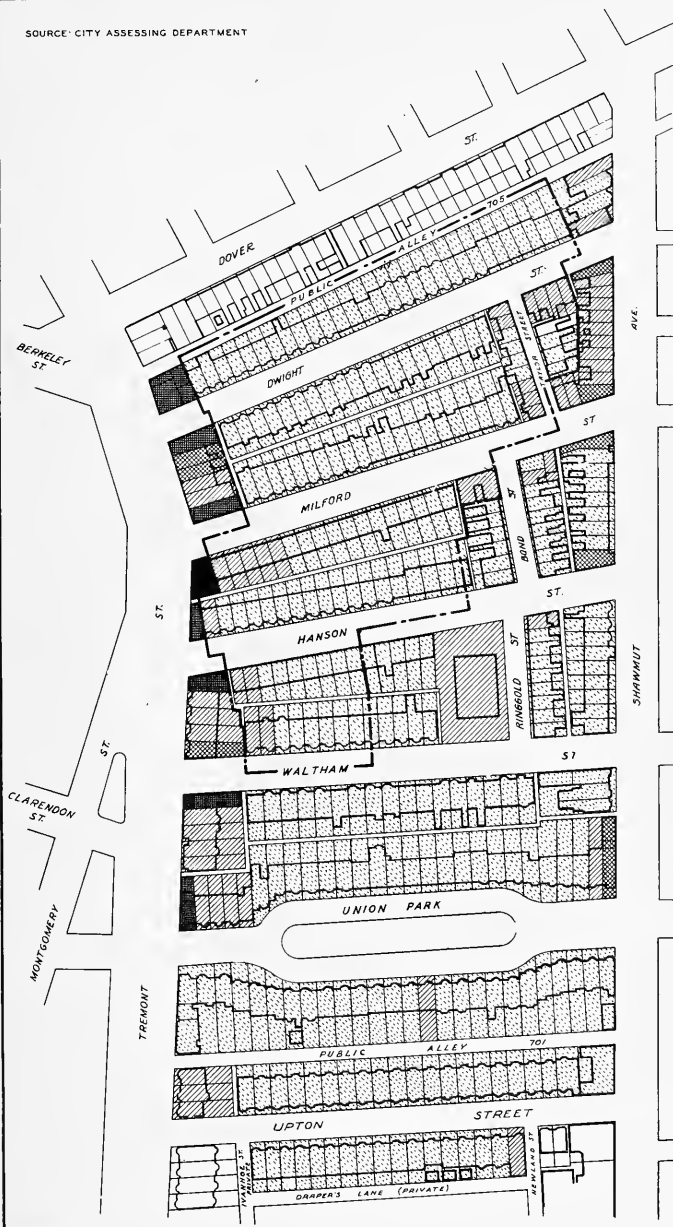 SOURCE: CITY ASSESSING DEPARTMENT
ST.
DOVER
PUBLIC ALLEY 705
ST.
BERKELEY
ST.
DWIGHT
STREET
AVE.
ST
MILFORD
ST
BOND
ST.
ST.
HANSON
ST
RINGGOLD
SHAWMUT
ST.
WALTHAM
ST
CLARENDON
ST.
UNION PARK
MONTGOMERY
TREMONT
PUBLIC ALLEY 701
UPTON STREET
IVANHOE ST.
PRIVATE
NEWLAND ST.
DRAPER'S LANE (PRIVATE)